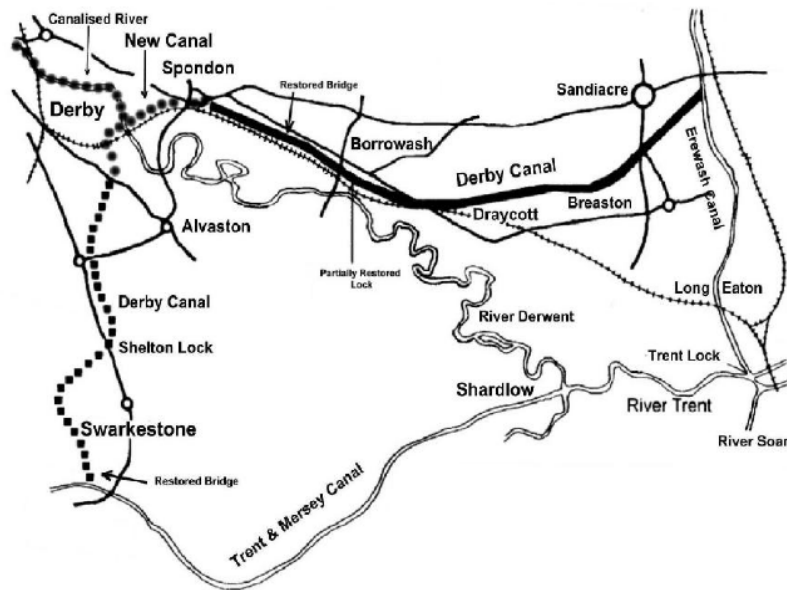 Canalised River
New Canal
Spondon
Restored Bridge
Sandiacre
Derby
Borrowash
Derby Canal
Erewash Canal
Breaston
Draycott
Alvaston
Partially Restored
Lock
Derby Canal
Long Eaton
River Derwent
Shelton Lock
Trent Lock
Shardlow
River Trent
Swarkestone
River Soar
Restored Bridge
Trent & Mersey Canal